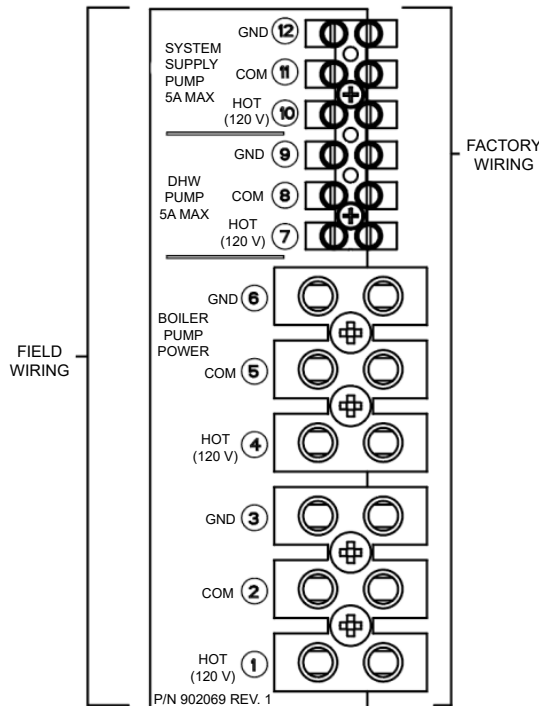 GND 12
SYSTEM
SUPPLY
PUMP
5A MAX
COM 11
HOT
(120 V) 10
GND 9
DHW
PUMP
5A MAX
COM 8
HOT
(120 V) 7
FACTORY
WIRING
GND 6
BOILER
PUMP
POWER
COM 5
HOT
(120 V) 4
FIELD
WIRING
GND 3
COM 2
HOT
(120 V) 1
P/N 902069 REV. 1